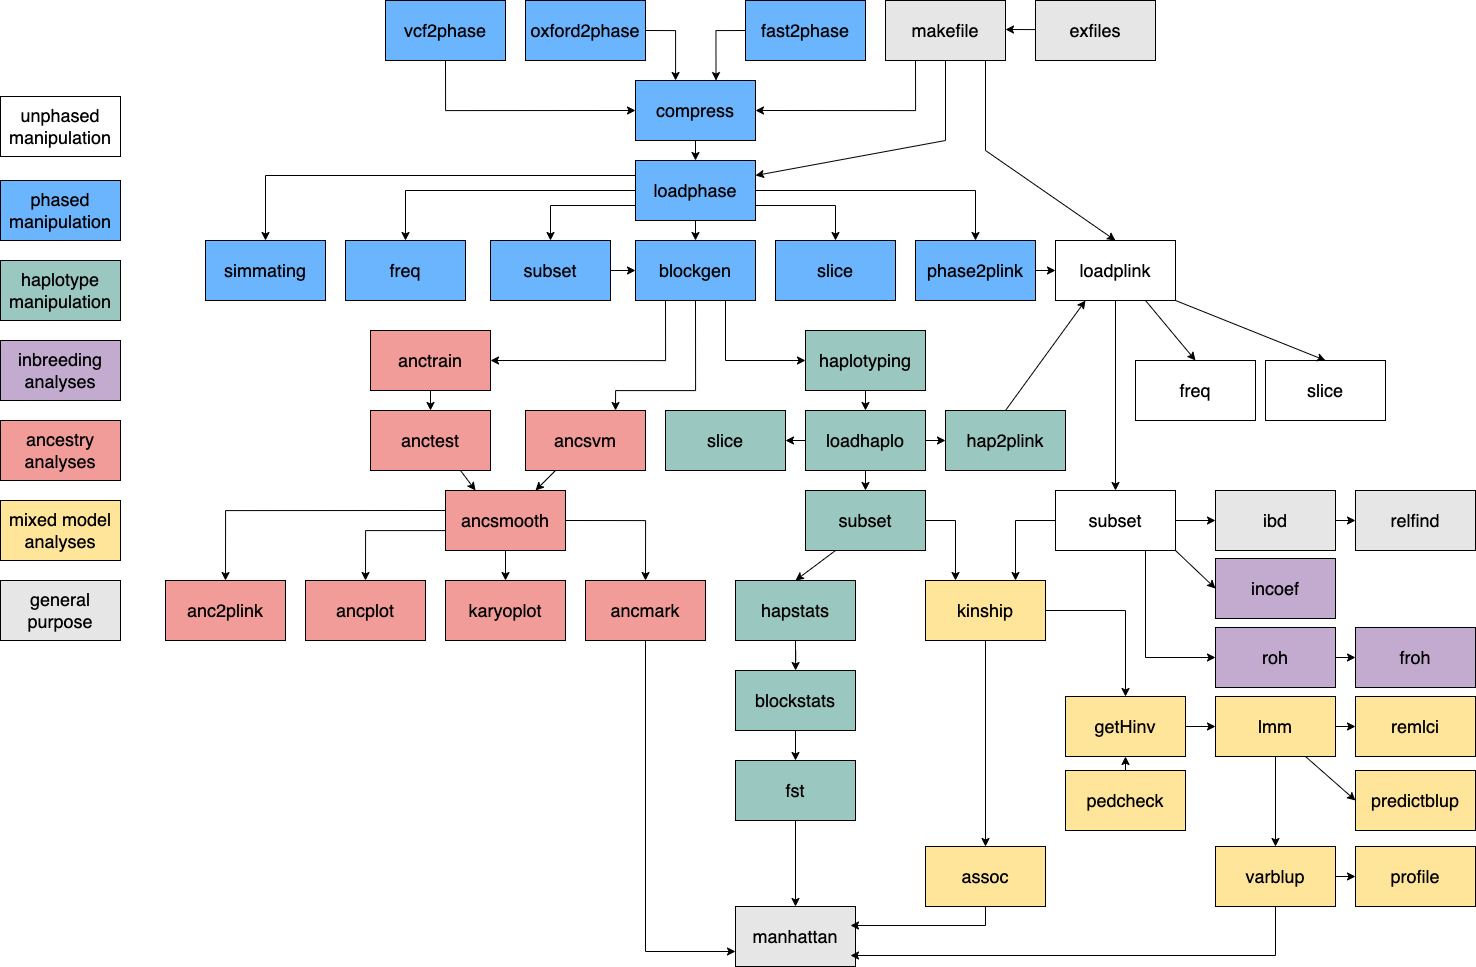 vcf2phase
oxford2phase
fast2phase
makefile
exfiles
unphased
manipulation
phased
manipulation
haplotype
manipulation
inbreeding
analyses
ancestry
analyses
mixed model
analyses
general
purpose
compress
loadphase
simmating
freq
subset
blockgen
slice
phase2plink
loadplink
anctrain
haplotyping
freq
slice
anctest
ancsvm
slice
loadhaplo
hap2plink
ancsmooth
subset
subset
ibd
relfind
incoef
anc2plink
ancplot
karyoplot
ancmark
hapstats
kinship
roh
froh
blockstats
getHinv
lmm
remlci
fst
pedcheck
predictblup
assoc
varblup
profile
manhattan